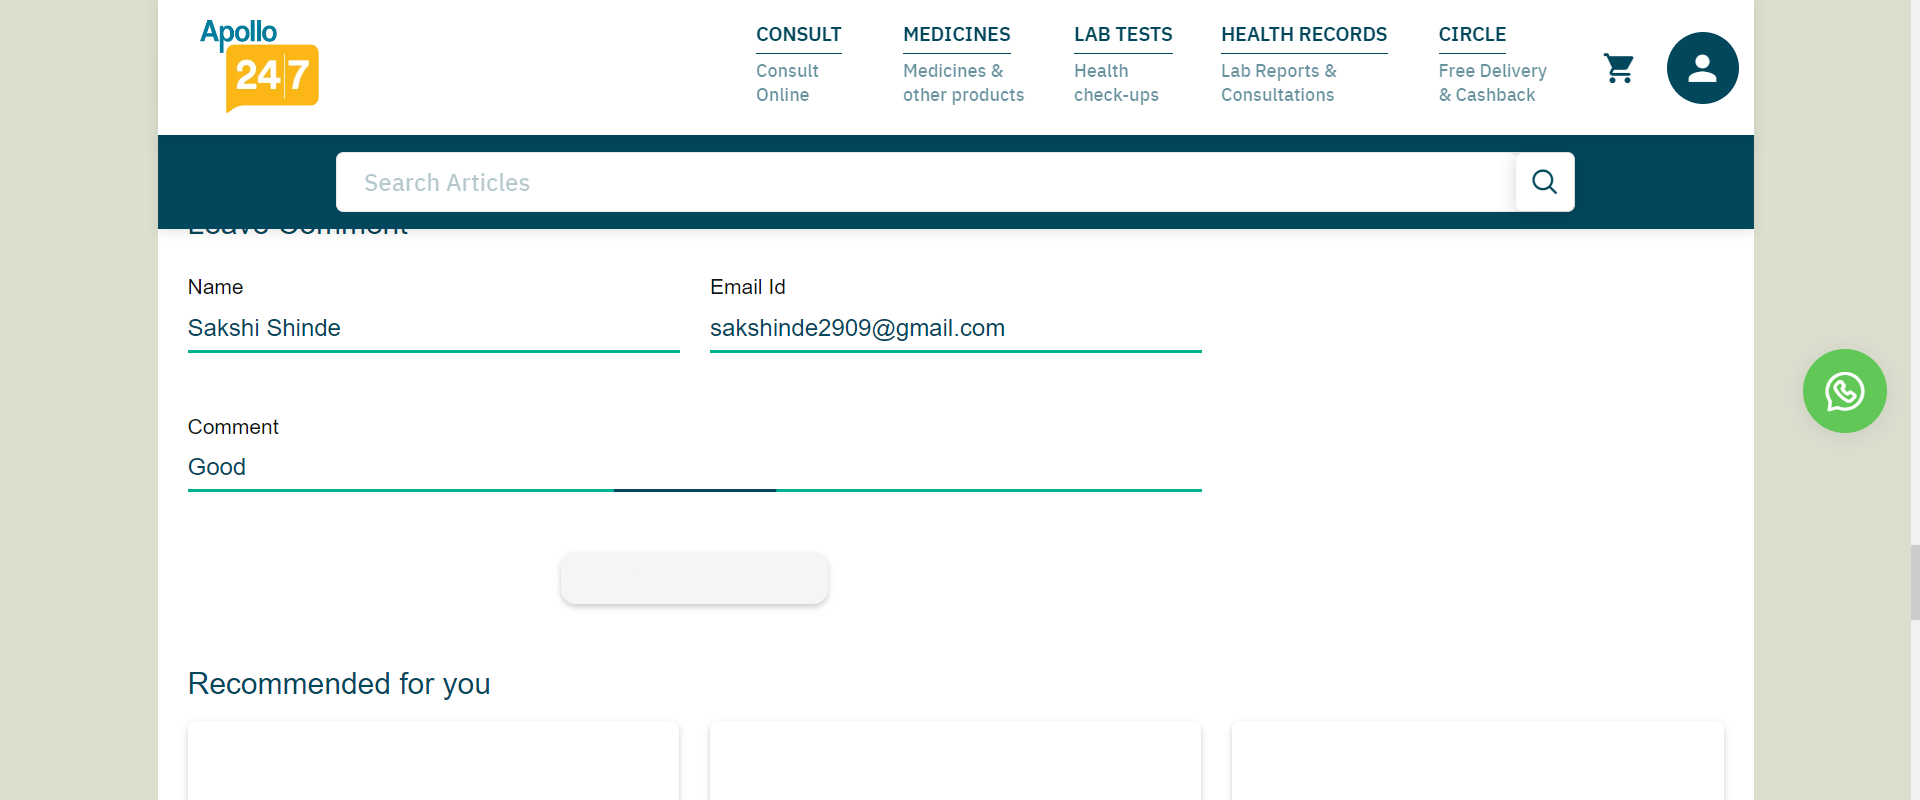 Apollo
24|7
CONSULT
Consult
Online
MEDICINES
Medicines &
other products
LAB TESTS
Health
check-ups
HEALTH RECORDS
Lab Reports &
Consultations
CIRCLE
Free Delivery
& Cashback
Search Articles
Leave Comment
Name
Sakshi Shinde
Email Id
sakshinde2909@gmail.com
Comment
Good
Recommended for you